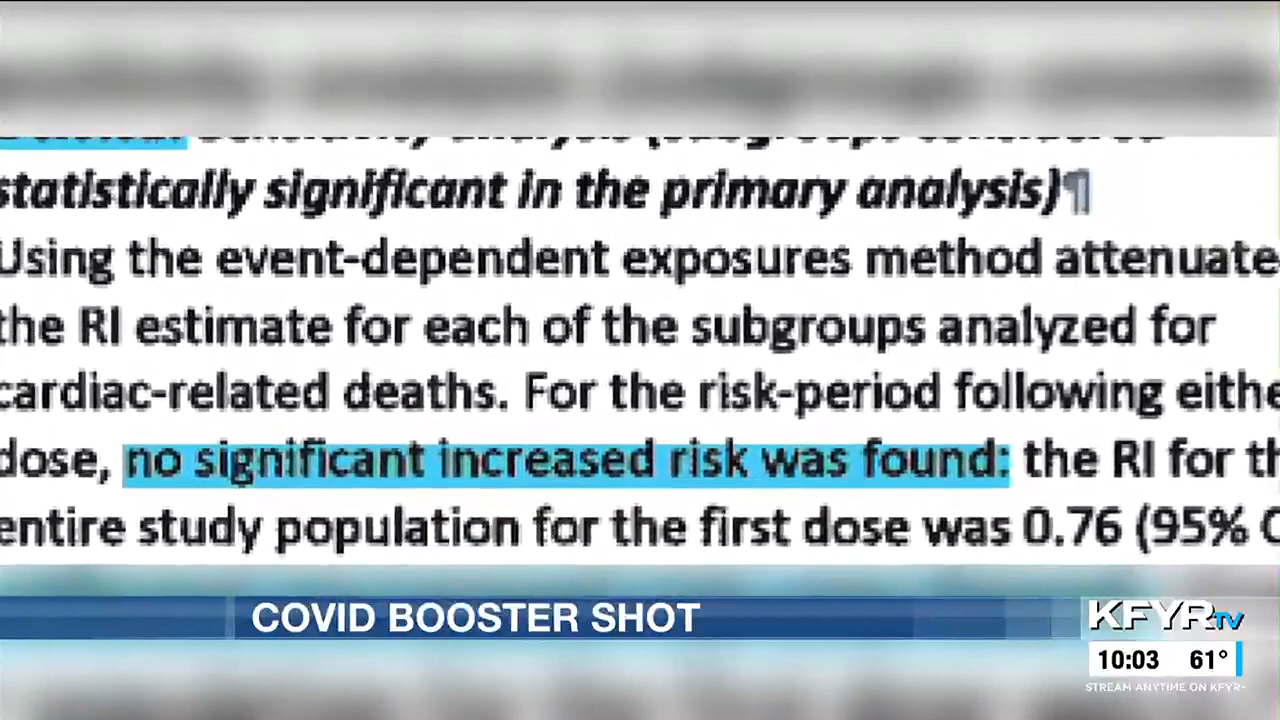 statistically significant in the primary analysis)¶
Using the event-dependent exposures method
the RI estimate for each of the subgroups analyzed for
cardiac-related deaths. For the risk-period following
dose, no significant increased risk was found: the RI for
entire study population for the first dose was 0.76 (95%
COVID BOOSTER SHOT
KFYR TV
10:03 61°
STREAM ANYTIME ON KFYR+